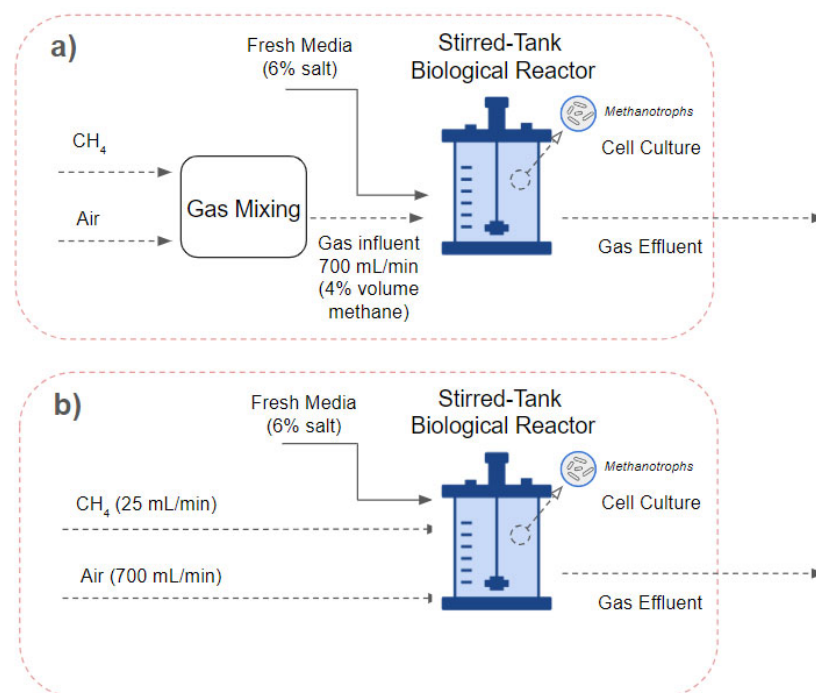 a)
Fresh Media
(6% salt)
Stirred-Tank
Biological Reactor
Methanotrophs
Cell Culture
CH₄
Air
Gas Mixing
Gas influent
700 mL/min
(4% volume
methane)
Gas Effluent
b)
Fresh Media
(6% salt)
Stirred-Tank
Biological Reactor
Methanotrophs
Cell Culture
CH₄ (25 mL/min)
Air (700 mL/min)
Gas Effluent